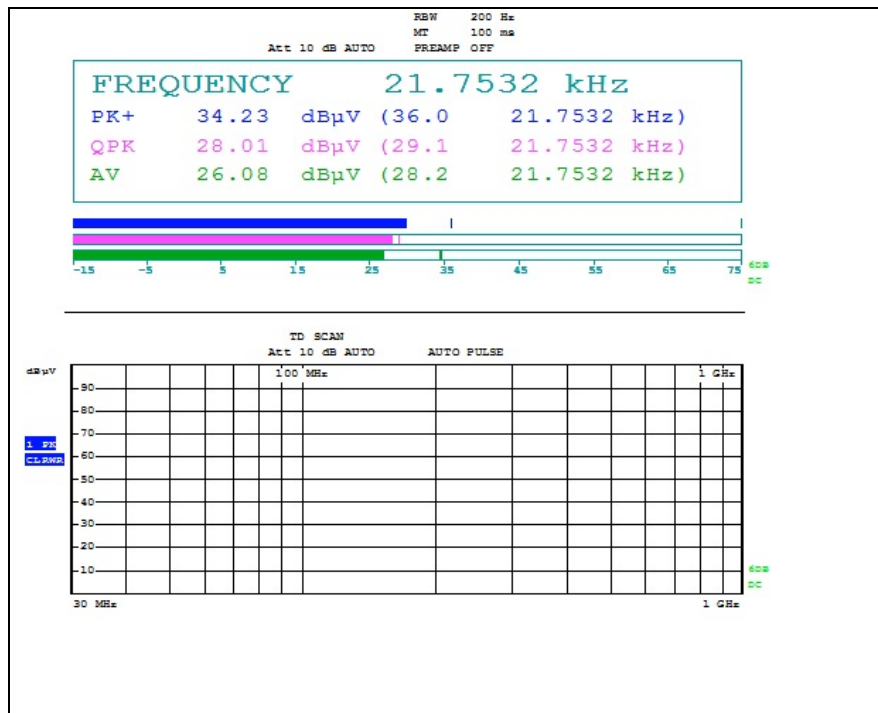 RBW 200 Hz
MT 100 ms
Att 10 dB AUTO PREAMP OFF
FREQUENCY 21.7532 kHz
PK+ 34.23 dBµV (36.0 21.7532 kHz)
QPK 28.01 dBµV (29.1 21.7532 kHz)
AV 26.08 dBµV (28.2 21.7532 kHz)
-15 -5 5 15 25 35 45 55 65 75
6DB
DC
TD SCAN
Att 10 dB AUTO AUTO PULSE
dBµV
100 MHz 1 GHz
90
80
70
1 PK
60
CLRWR
50
40
30
20
10
6DB
DC
30 MHz 1 GHz